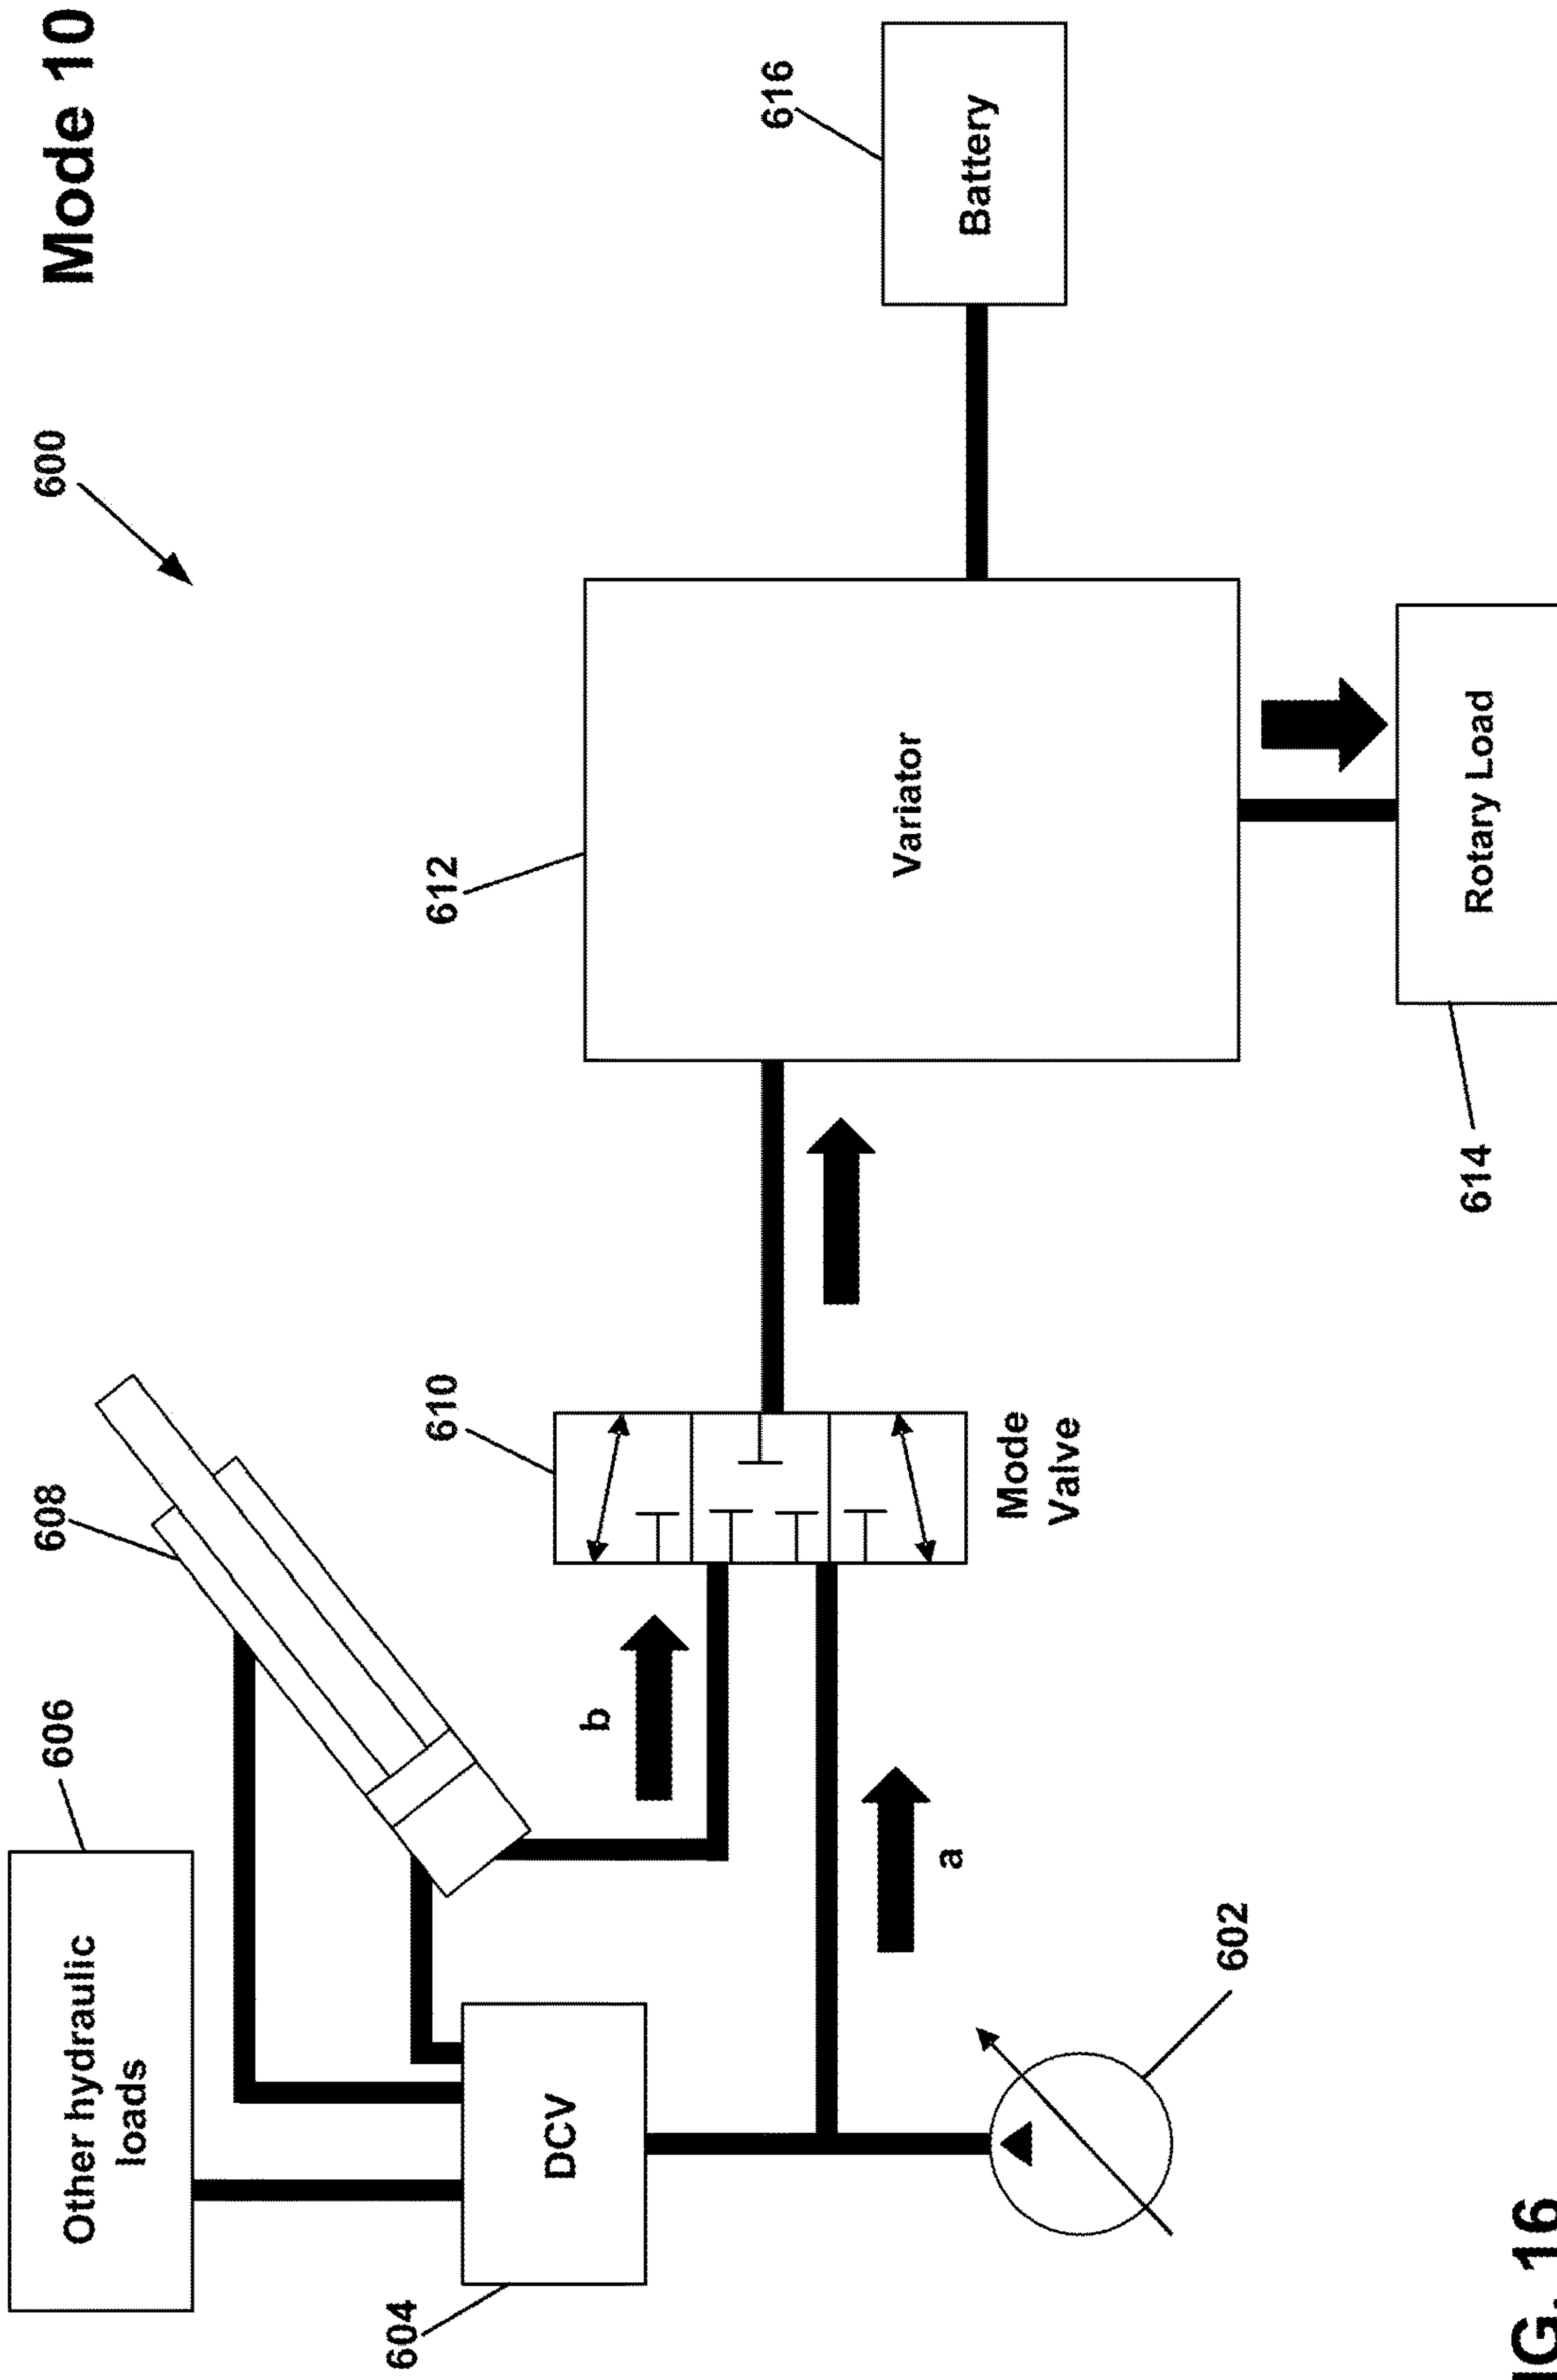 Mode 10
600
606
Other hydraulic
loads
608
604
DCV
b
a
602
610
Mode
Valve
612
Variator
616
Battery
614
Rotary Load
IG. 16